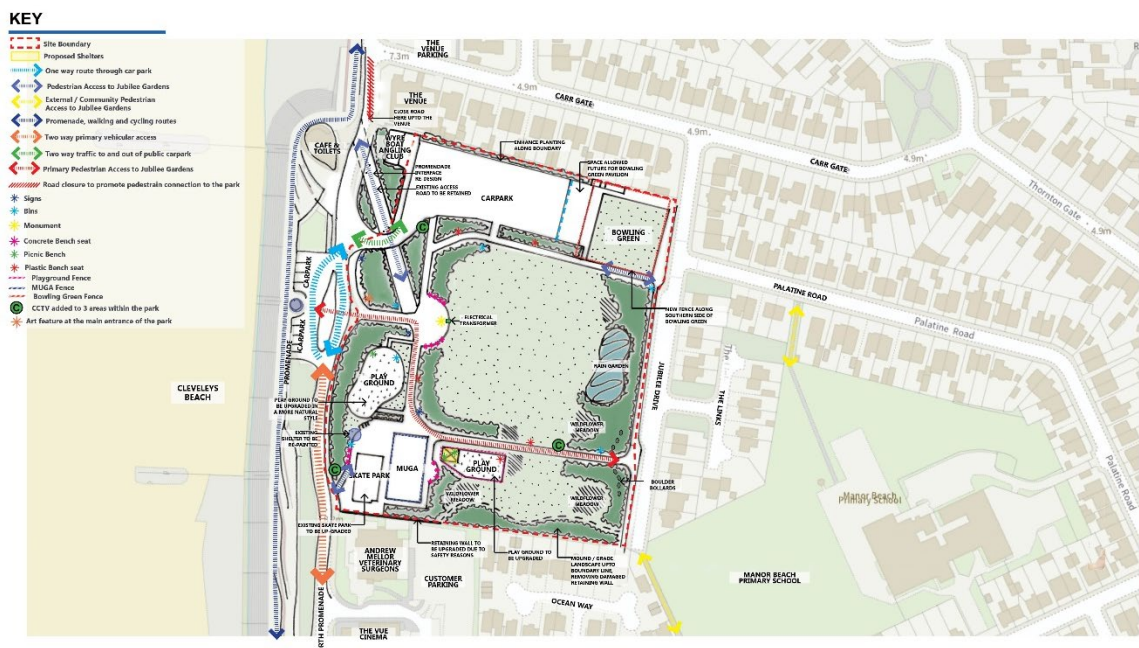 KEY
Site Boundary
Proposed Shelters
One way route through car park
Pedestrian Access to Jubilee Gardens
External / Community Pedestrian
Access to Jubilee Gardens
Promenade, walking and cycling routes
Two way primary vehicular access
Two way traffic to and out of public carpark
Primary Pedestrian Access to Jubilee Gardens
Road closure to promote pedestrain connection to the park
Signs
Bins
Monument
Concrete Bench seat
Picnic Bench
Plastic Bench seat
Playground Fence
MUGA Fence
Bowling Green Fence
C
CCTV added to 3 areas within the park
Art feature at the main entrance of the park
THE
VENUE
PARKING
7.3m
4.9m
THE
VENUE
CLOSE ROAD
HERE UPTO THE
VENUE
CARR GATE
4.9m
CARR GATE
4.9m
Thornton Gate
4.9m
CAFE &
TOILETS
WYRE
BOAT
ANGLING
CLUB
ENHANCE PLANTING
ALONG BOUNDARY
PROMENADE
INTERFACE
RE DESIGN
EXISTING ACCESS
ROAD TO BE RETAINED
SPACE ALLOWED
FUTURE FOR BOWLING
GREEN PAVILION
CARPARK
BOWLING
GREEN
C
CARPARK
CARPARK
PROMENADE
PALATINE ROAD
Palatine Road
Palatine Road
ELECTRICAL
TRANSFORMER
NEW FENCE ALONG
SOUTHERN SIDE OF
BOWLING GREEN
RAIN GARDEN
JUBILEE DRIVE
The
THE LINKS
CLEVELEYS
BEACH
PLAY
GROUND
PLAY GROUND TO
BE UPGRADED IN
A MORE NATURAL
STYLE
EXISTING
SHELTER TO BE
RE-PAINTED
WILDFLOWER
MEADOW
C
C
SKATE PARK
MUGA
PLAY
GROUND
WILDFLOWER
MEADOW
WILDFLOWER
MEADOW
BOULDER
BOLLARDS
Manor Beach
Primary School
EXISTING SKATE PARK
TO BE UP-GRADED
RETAINING WALL TO
BE UPGRADED DUE TO
SAFETY REASONS
PLAY GROUND TO
BE UPGRADED
MOUND / GRADE
LANDSCAPE UPTO
BOUNDARY LINE,
REMOVING DAMAGED
RETAINING WALL.
ANDREW
MELLOR
VETERINARY
SURGEONS
CUSTOMER
PARKING
MANOR BEACH
PRIMARY SCHOOL
OCEAN WAY
RTH PROMENADE
THE VUE
CINEMA